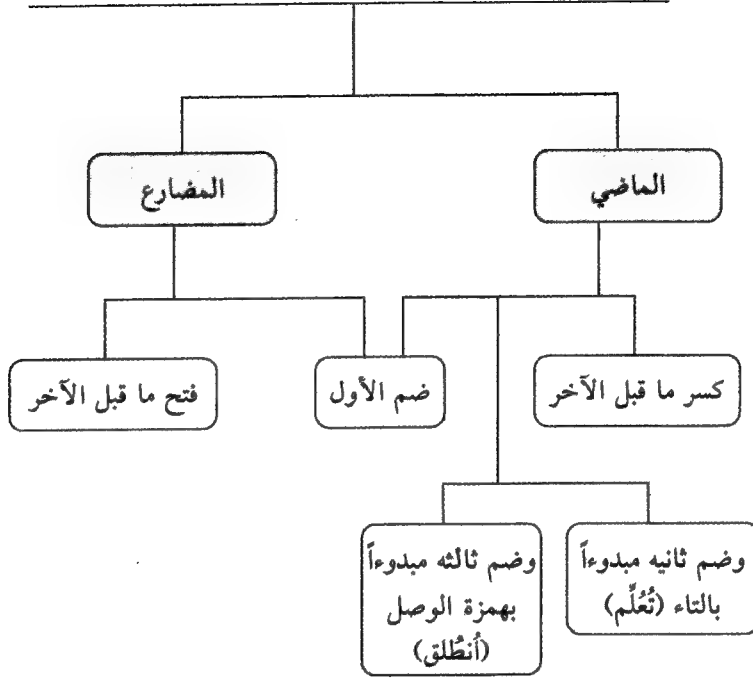 الماضي
المضارع
كسر ما قبل الآخر
ضم الأول
فتح ما قبل الآخر
وضم ثانيه مبدوءاً
بالتاء (تُعُلِّم)
وضم ثالثه مبدوءاً
بهمزة الوصل
(اُنطُلق)